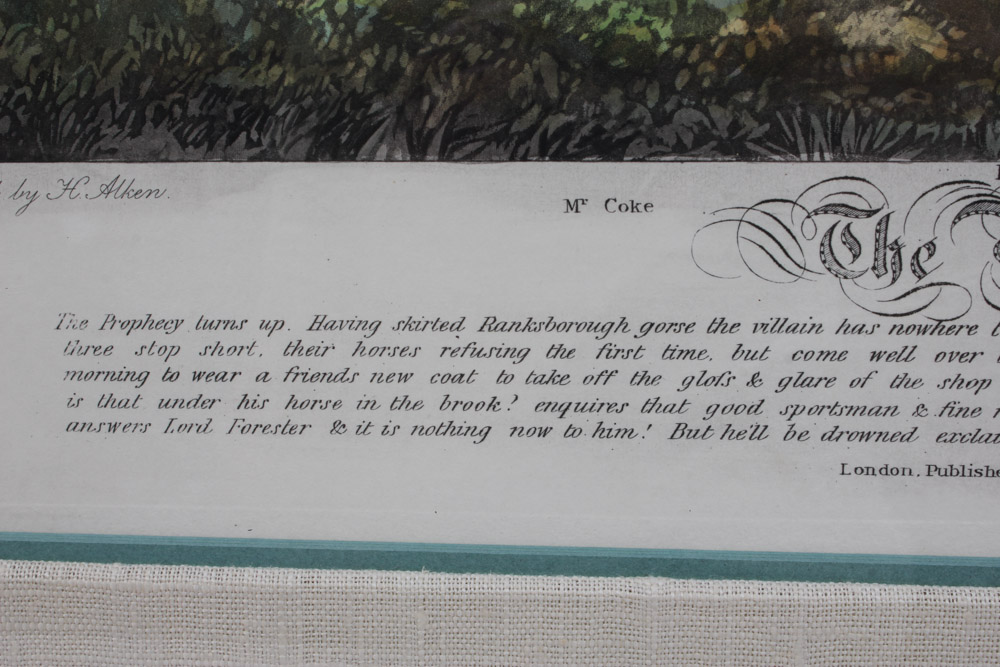 by H. Alken.
Mr Coke
The
The Prophecy turns up. Having skirted Ranksborough gorse the villain has nowhere
three stop short, their horses refusing the first time, but come well over
morning to wear a friends new coat to take off the gloſs & glare of the shop
is that under his horse in the brook? enquires that good sportsman & fine
answers Lord Forester & it is nothing now to him! But he'll be drowned
London, Publishe